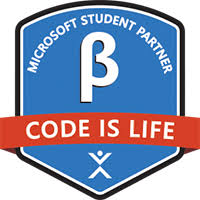 MICROSOFT STUDENT PARTNER
β
CODE IS LIFE